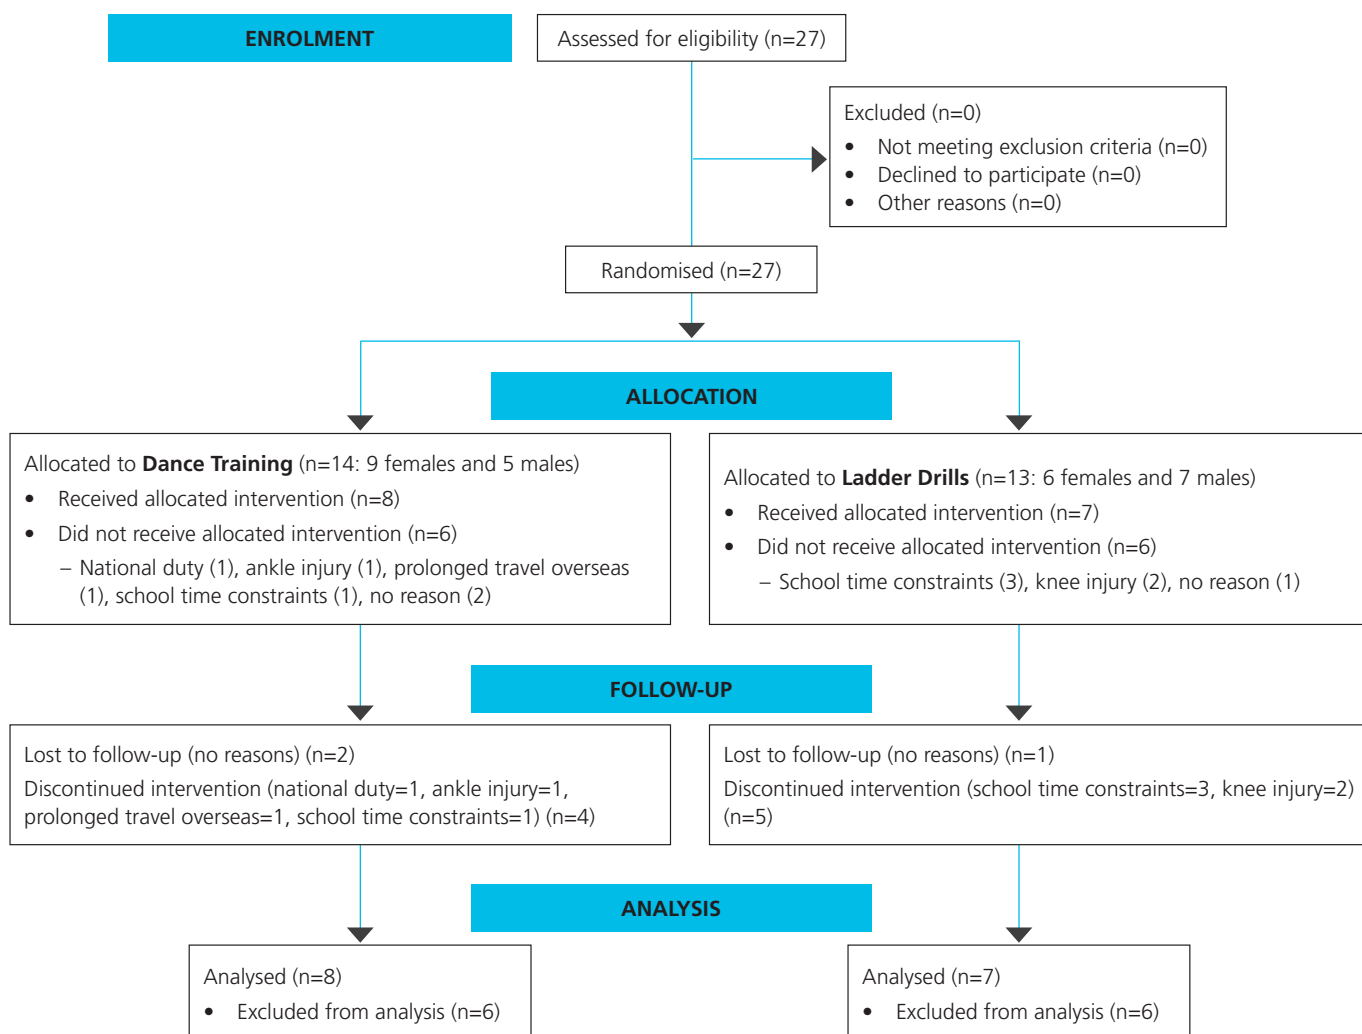 ENROLMENT
Assessed for eligibility (n=27)
Excluded (n=0)
• Not meeting exclusion criteria (n=0)
• Declined to participate (n=0)
• Other reasons (n=0)
Randomised (n=27)
ALLOCATION
Allocated to Dance Training (n=14: 9 females and 5 males)
• Received allocated intervention (n=8)
• Did not receive allocated intervention (n=6)
– National duty (1), ankle injury (1), prolonged travel overseas
(1), school time constraints (1), no reason (2)
Allocated to Ladder Drills (n=13: 6 females and 7 males)
• Received allocated intervention (n=7)
• Did not receive allocated intervention (n=6)
– School time constraints (3), knee injury (2), no reason (1)
FOLLOW-UP
Lost to follow-up (no reasons) (n=2)
Discontinued intervention (national duty=1, ankle injury=1,
prolonged travel overseas=1, school time constraints=1) (n=4)
Lost to follow-up (no reasons) (n=1)
Discontinued intervention (school time constraints=3, knee injury=2)
(n=5)
ANALYSIS
Analysed (n=8)
• Excluded from analysis (n=6)
Analysed (n=7)
• Excluded from analysis (n=6)